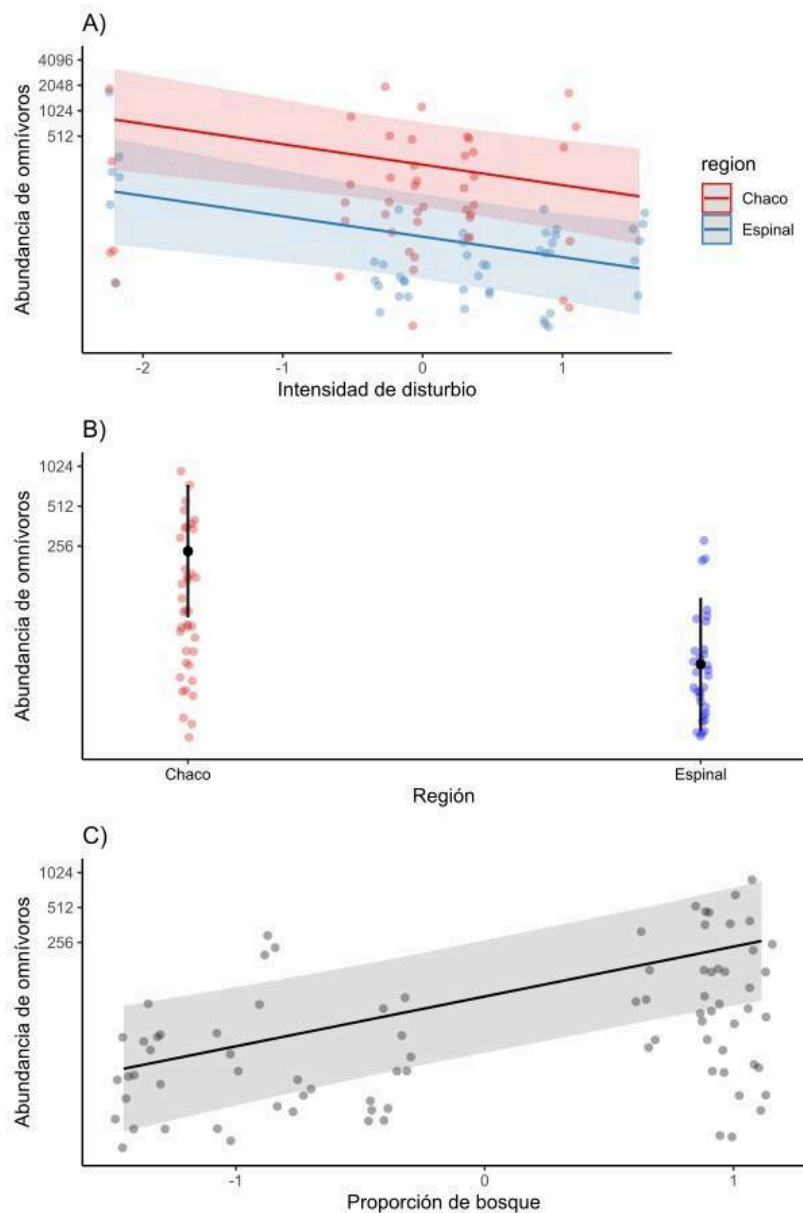 A)
Abundancia de omnívoros
4096
2048
1024
512
-2
-1
0
1
Intensidad de disturbio
region
Chaco
Espinal
B)
Abundancia de omnívoros
1024
512
256
Chaco
Espinal
Región
C)
Abundancia de omnívoros
1024
512
256
-1
0
1
Proporción de bosque